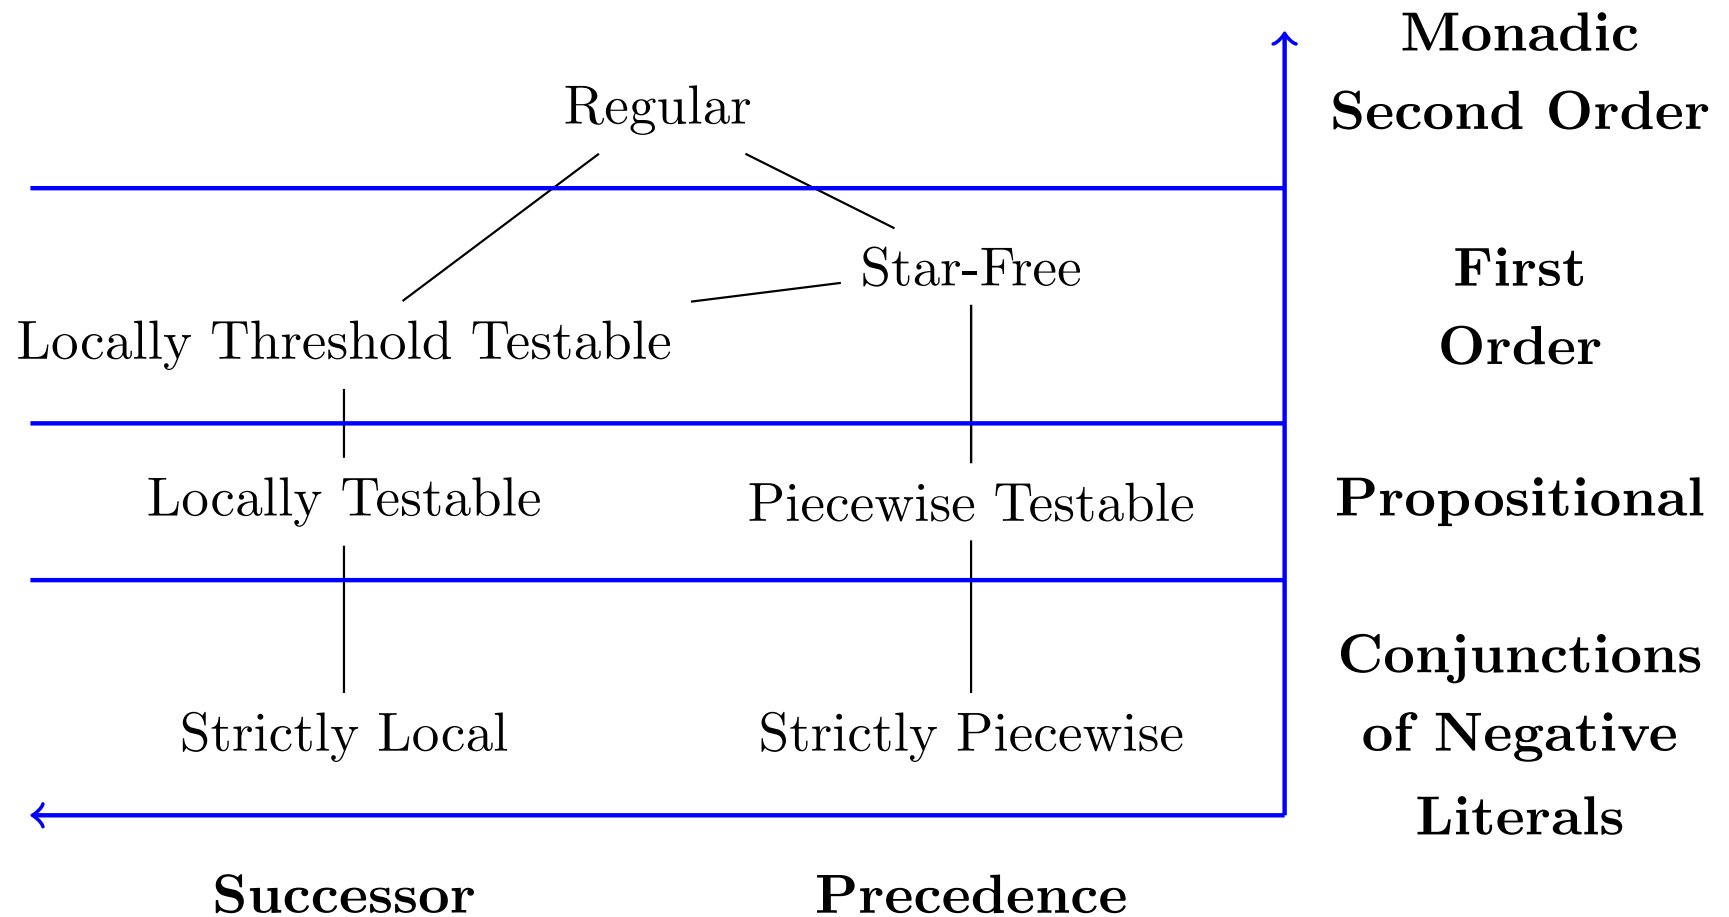 Monadic
Second Order
Regular
First
Order
Star-Free
Locally Threshold Testable
Propositional
Locally Testable
Piecewise Testable
Conjunctions
of Negative
Literals
Strictly Local
Strictly Piecewise
Successor
Precedence